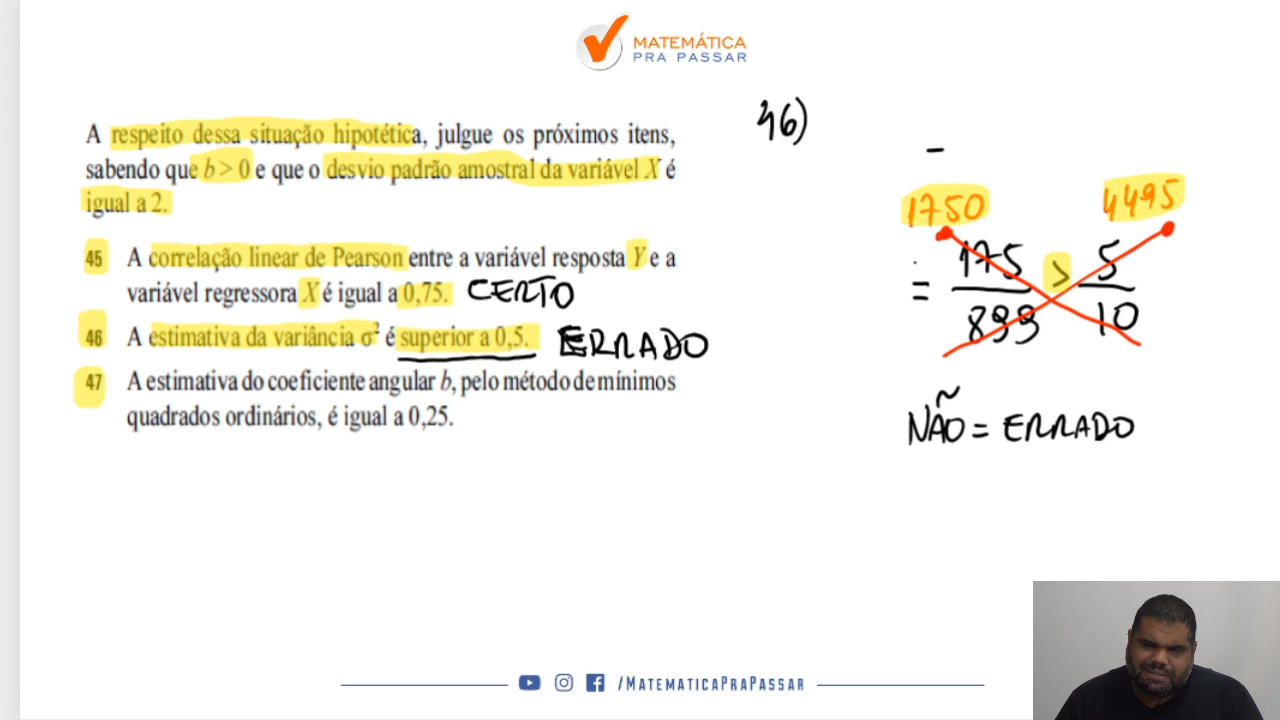 MATEMÁTICA
PRA PASSAR
A respeito dessa situação hipotética, julgue os próximos itens,
sabendo que b > 0 e que o desvio padrão amostral da variável X é
igual a 2.
45 A correlação linear de Pearson entre a variável resposta Y e a
variável regressora X é igual a 0,75. CERTO
46 A estimativa da variância σ² é superior a 0,5. ERRADO
47 A estimativa do coeficiente angular b, pelo método de mínimos
quadrados ordinários, é igual a 0,25.
46)
1750 4495
= 175 > 5
899 10
NÃO = ERRADO
/MATEMATICAPRAPASSAR